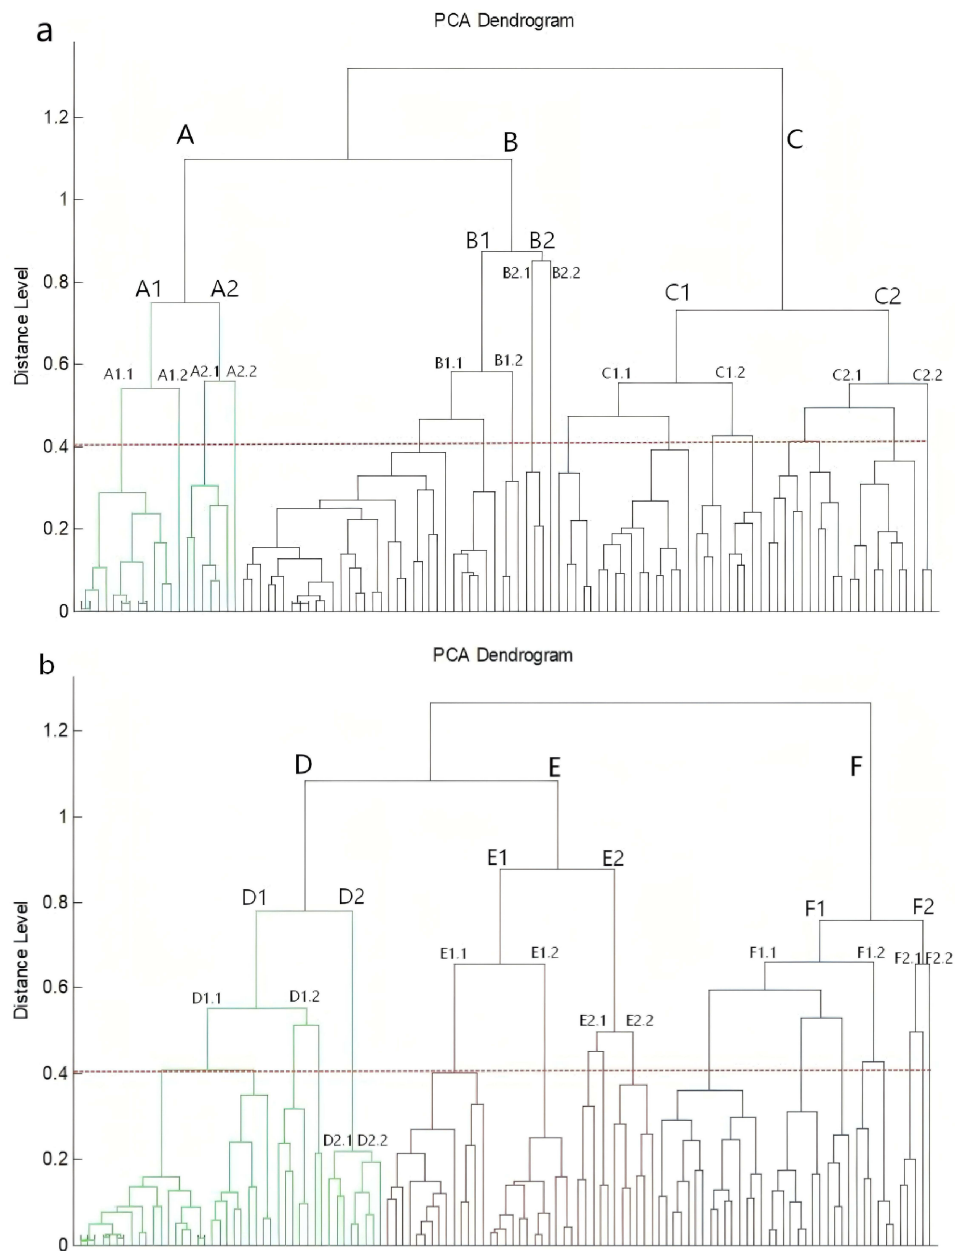 a
PCA Dendrogram
1.2
A
B
C
1
B1
B2
0.8
B2.1
B2.2
A1
A2
C1
C2
Distance Level
0.6
A1.1
A1.2
A2.1
A2.2
B1.1
B1.2
C1.1
C1.2
C2.1
C2.2
0.4
0.2
0
b
PCA Dendrogram
1.2
D
E
F
1
E1
E2
0.8
D1
D2
F1
F2
Distance Level
E1.1
E1.2
F1.1
F1.2
F2.1
F2.2
0.6
D1.1
D1.2
E2.1
E2.2
0.4
0.2
D2.1
D2.2
0